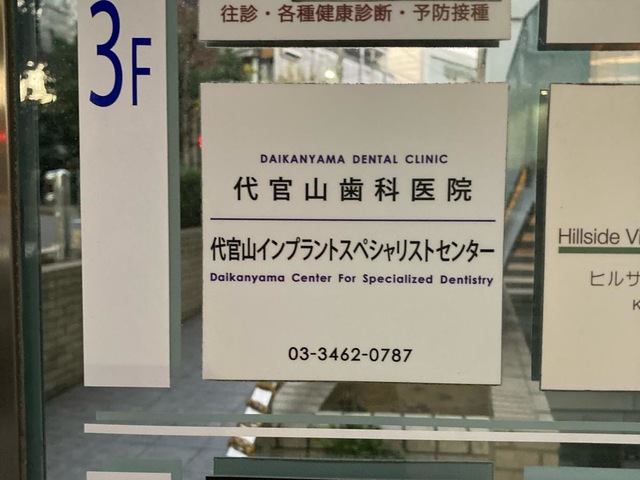 往診・各種健康診断・予防接種
3F
DAIKANYAMA DENTAL CLINIC
代官山歯科医院
代官山インプラントスペシャリストセンター
Daikanyama Center For Specialized Dentistry
03-3462-0787
Hillside
ヒルサ
K